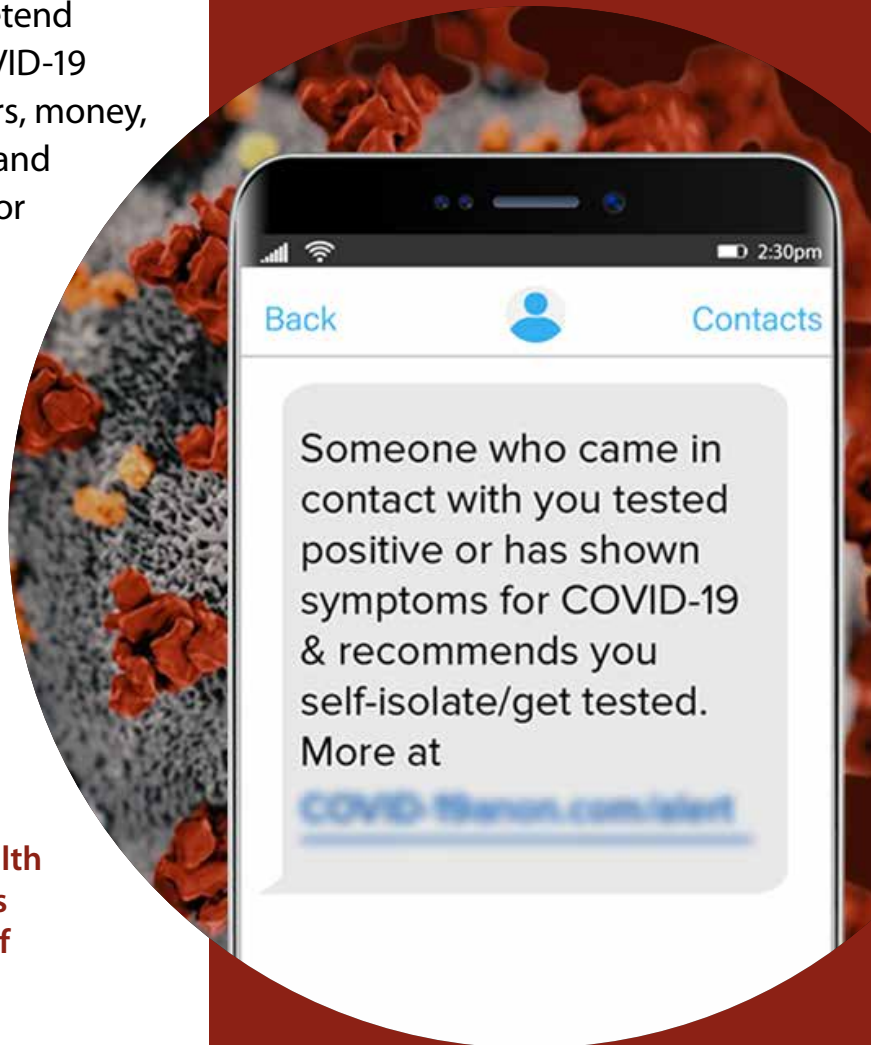 etend
VID-19
rs, money,
and
or
2:30pm
Back
Contacts
Someone who came in
contact with you tested
positive or has shown
symptoms for COVID-19
& recommends you
self-isolate/get tested.
More at
lth
s
f